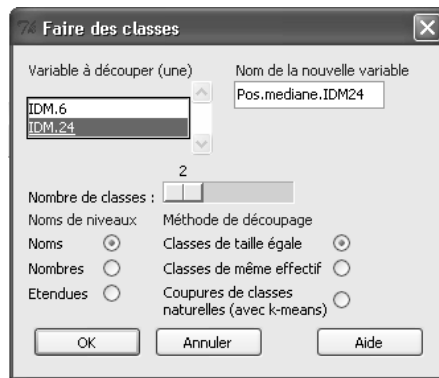 Faire des classes
Variable à découper (une)
Nom de la nouvelle variable
IDM.6
IDM.24
Pos.mediane.IDM24
2
Nombre de classes :
Noms de niveaux
Méthode de découpage
Noms
Classes de taille égale
Nombres
Classes de même effectif
Etendues
Coupures de classes
naturelles (avec k-means)
OK
Annuler
Aide